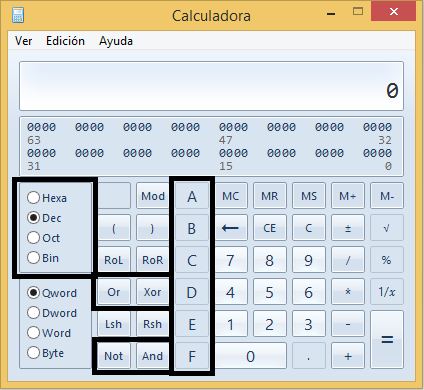 Calculadora
Ver Edición Ayuda
0
0000 0000 0000 0000 0000 0000 0000 0000
63 47 32
0000 0000 0000 0000 0000 0000 0000 0000
31 15 0
Hexa Mod A MC MR MS M+ M-
Dec ( ) B ← CE C ± √
Oct RoL RoR C 7 8 9 / %
Bin
Qword Or Xor D 4 5 6 * 1/x
Dword Lsh Rsh E 1 2 3 - =
Word
Byte Not And F 0 . +